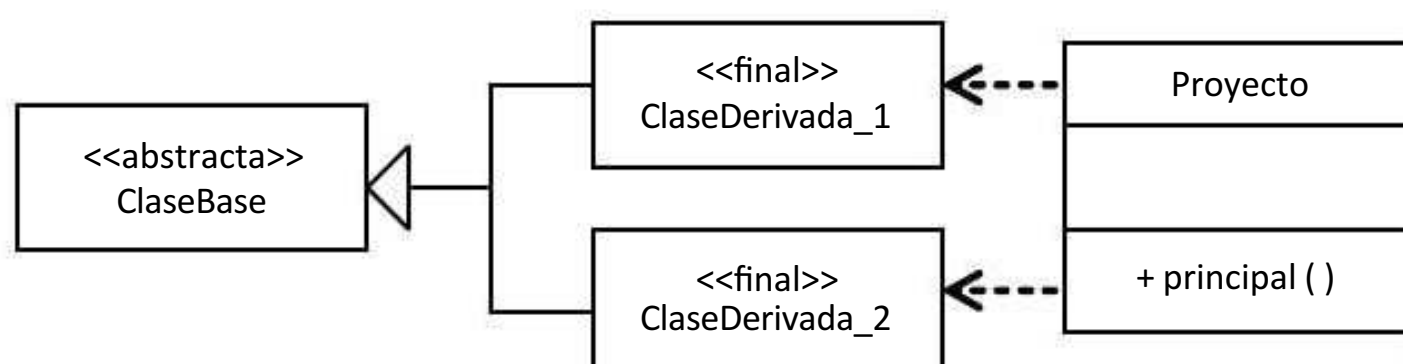 <<abstracta>>
ClaseBase
<<final>>
ClaseDerivada_1
<<final>>
ClaseDerivada_2
Proyecto
+ principal ( )